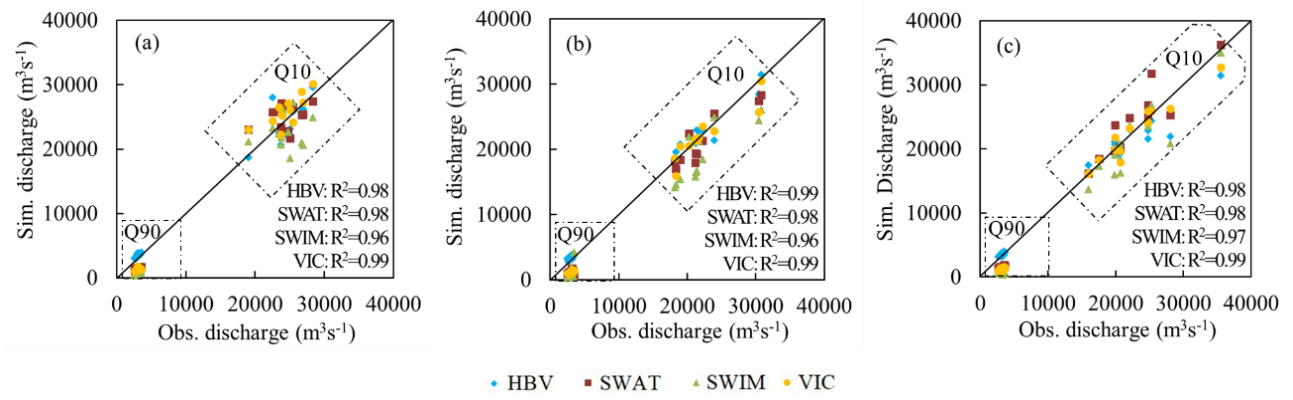 (a)
Sim. discharge (m³s⁻¹)
40000
30000
20000
10000
0
Q10
Q90
HBV: R²=0.98
SWAT: R²=0.98
SWIM: R²=0.96
VIC: R²=0.99
0 10000 20000 30000 40000
Obs. discharge (m³s⁻¹)
(b)
Sim. discharge (m³s⁻¹)
40000
30000
20000
10000
0
Q10
Q90
HBV: R²=0.99
SWAT: R²=0.98
SWIM: R²=0.96
VIC: R²=0.99
0 10000 20000 30000 40000
Obs. discharge (m³s⁻¹)
(c)
Sim. Discharge (m³s⁻¹)
40000
30000
20000
10000
0
Q10
Q90
HBV: R²=0.98
SWAT: R²=0.98
SWIM: R²=0.97
VIC: R²=0.99
0 10000 20000 30000 40000
Obs. discharge (m³s⁻¹)
HBV SWAT SWIM VIC